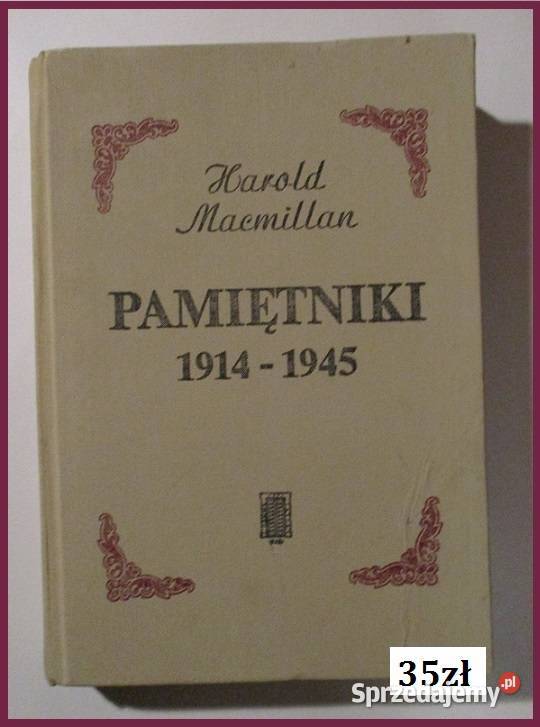 Harold
Macmillan
PAMIĘTNIKI
1914-1945
35zł
Sprzedajemy.pl